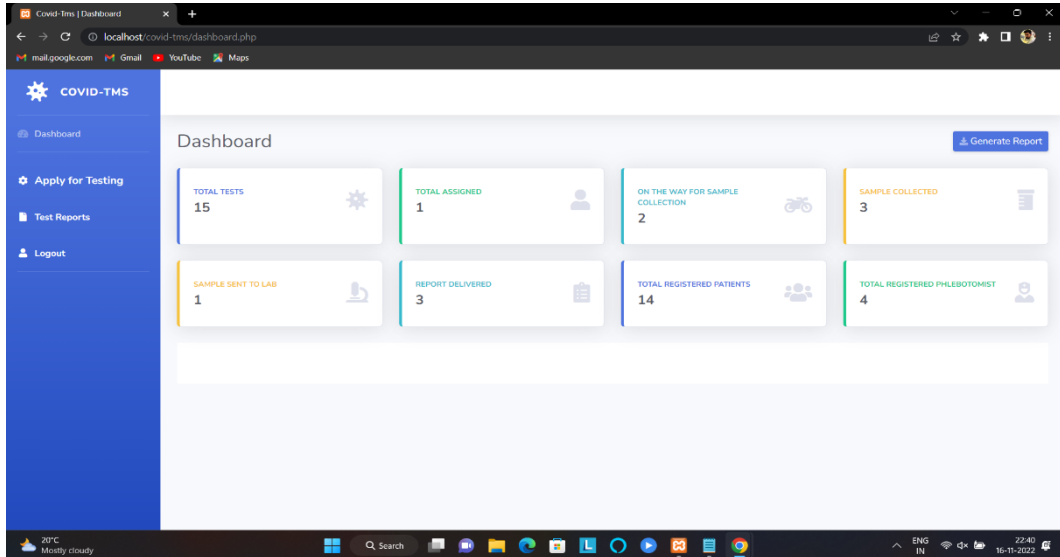 Covid-Tms | Dashboard
localhost/covid-tms/dashboard.php
mail.google.com Gmail YouTube Maps
COVID-TMS
Dashboard
Apply for Testing
Test Reports
Logout
Dashboard
Generate Report
TOTAL TESTS
15
TOTAL ASSIGNED
1
ON THE WAY FOR SAMPLE
COLLECTION
2
SAMPLE COLLECTED
3
SAMPLE SENT TO LAB
1
REPORT DELIVERED
3
TOTAL REGISTERED PATIENTS
14
TOTAL REGISTERED PHLEBOTOMIST
4
20°C
Mostly cloudy
Search
ENG
IN
22:40
16-11-2022